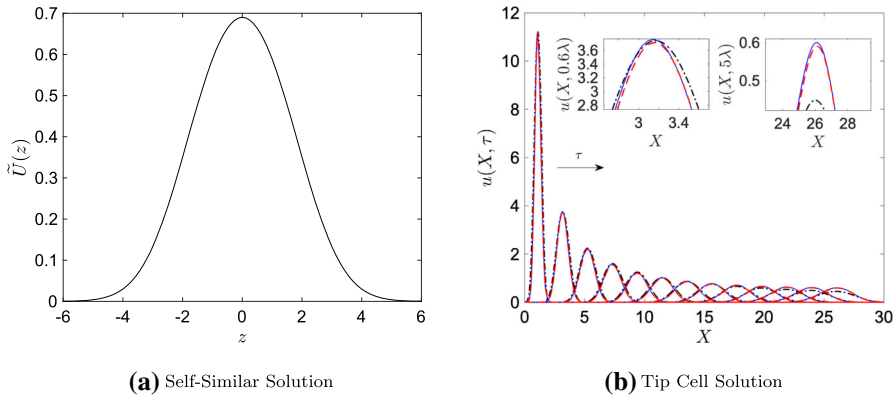 0.7
0.6
0.5
0.4
0.3
0.2
0.1
0
Ũ(z)
-6 -4 -2 0 2 4 6
z
(a) Self-Similar Solution
12
10
8
6
4
2
0
u(X, τ)
0 5 10 15 20 25 30
X
τ
3.6
3.4
3.2
3
2.8
u(X, 0.6λ)
3 3.4
X
0.6
0.5
u(X, 5λ)
24 26 28
X
(b) Tip Cell Solution